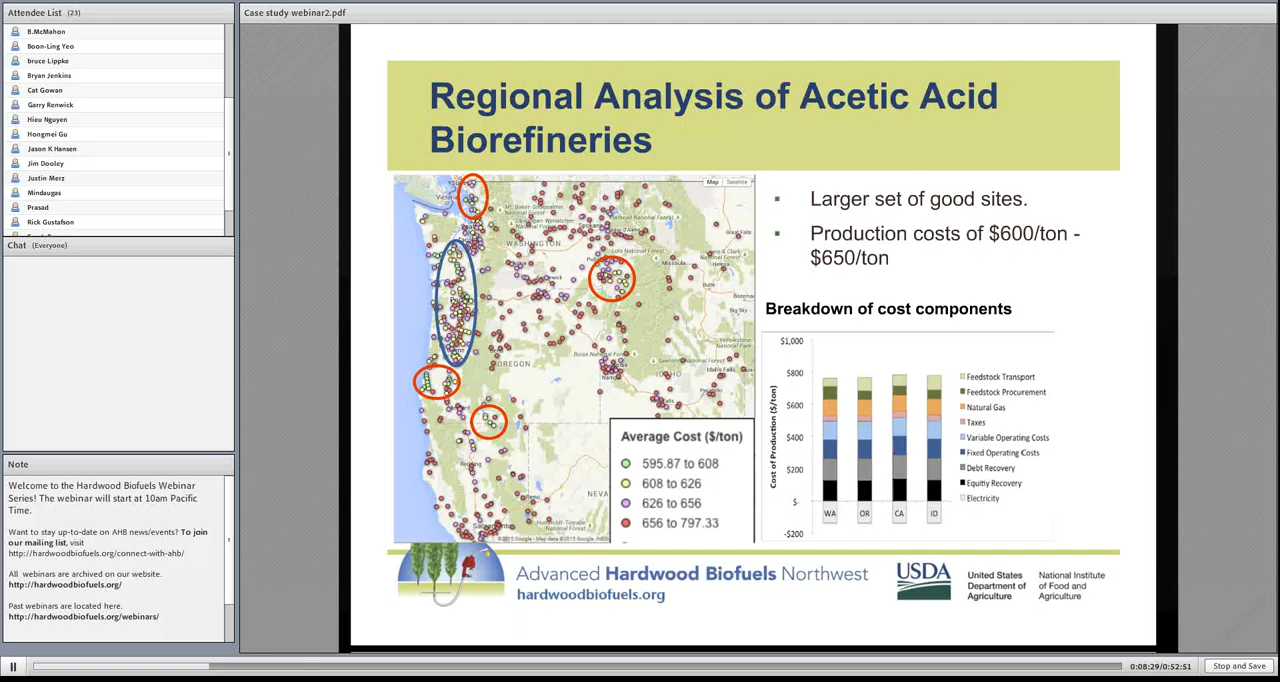 Attendee List (23)
B.McMahon
Boon-Ling Yeo
bruce Lippke
Bryan Jenkins
Cat Gowan
Garry Renwick
Hieu Nguyen
Hongmei Gu
Jason K Hansen
Jim Dooley
Justin Merz
Mindaugas
Prasad
Rick Gustafson
Chat (Everyone)
Note
Welcome to the Hardwood Biofuels Webinar
Series! The webinar will start at 10am Pacific
Time.
Want to stay up-to-date on AHB news/events? To join
our mailing list, visit
http://hardwoodbiofuels.org/connect-with-ahb/
All webinars are archived on our website.
http://hardwoodbiofuels.org/
Past webinars are located here.
http://hardwoodbiofuels.org/webinars/
Case study webinar2.pdf
Regional Analysis of Acetic Acid
Biorefineries
Map Satellite
Victoria
WASHINGTON
OREGON
IDAHO
NEVA
Sacramento
Average Cost ($/ton)
595.87 to 608
608 to 626
626 to 656
656 to 797.33
▪ Larger set of good sites.
▪ Production costs of $600/ton -
$650/ton
Breakdown of cost components
Cost of Production ($/ton)
$1,000
$800
$600
$400
$200
$-
-$200
WA OR CA ID
Feedstock Transport
Feedstock Procurement
Natural Gas
Taxes
Variable Operating Costs
Fixed Operating Costs
Debt Recovery
Equitiy Recovery
Electricity
Advanced Hardwood Biofuels Northwest
hardwoodbiofuels.org
USDA
United States
Department of
Agriculture
National Institute
of Food and
Agriculture
0:08:29/0:52:51
Stop and Save